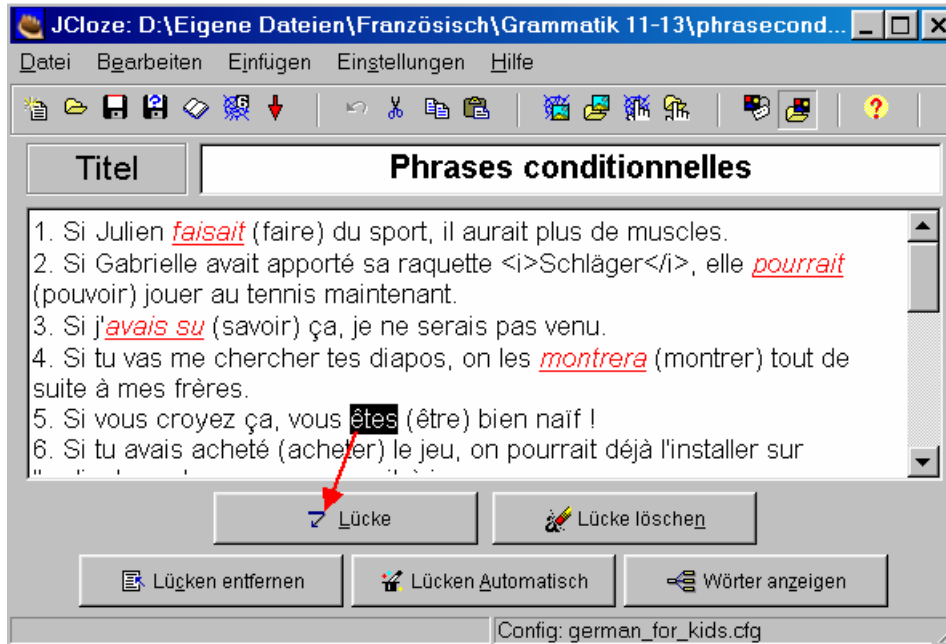 JCloze: D:\Eigene Dateien\Französisch\Grammatik 11-13\phrasecond...
Datei Bearbeiten Einfügen Einstellungen Hilfe
Titel
Phrases conditionnelles
1. Si Julien faisait (faire) du sport, il aurait plus de muscles.
2. Si Gabrielle avait apporté sa raquette <i>Schläger</i>, elle pourrait
(pouvoir) jouer au tennis maintenant.
3. Si j'avais su (savoir) ça, je ne serais pas venu.
4. Si tu vas me chercher tes diapos, on les montrera (montrer) tout de
suite à mes frères.
5. Si vous croyez ça, vous êtes (être) bien naïf !
6. Si tu avais acheté (acheter) le jeu, on pourrait déjà l'installer sur
Lücke Lücke löschen
Lücken entfernen Lücken Automatisch Wörter anzeigen
Config: german_for_kids.cfg